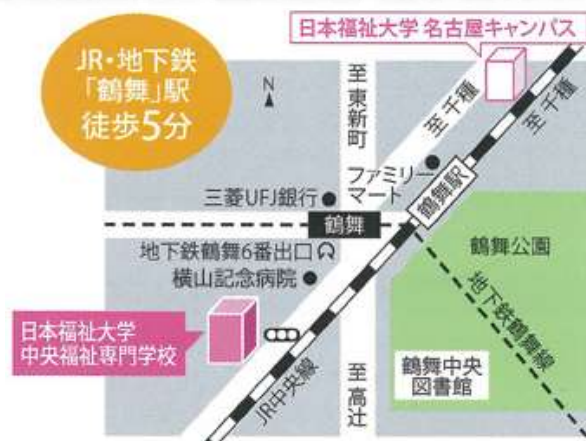 日本福祉大学 名古屋キャンパス
JR・地下鉄
「鶴舞」駅
徒歩5分
N
至東新町
至千種
至千種
ファミリー
マート
三菱UFJ銀行
鶴舞駅
鶴舞
地下鉄鶴舞6番出口
鶴舞公園
横山記念病院
地下鉄鶴舞線
日本福祉大学
中央福祉専門学校
JR中央線
至高辻
鶴舞中央
図書館